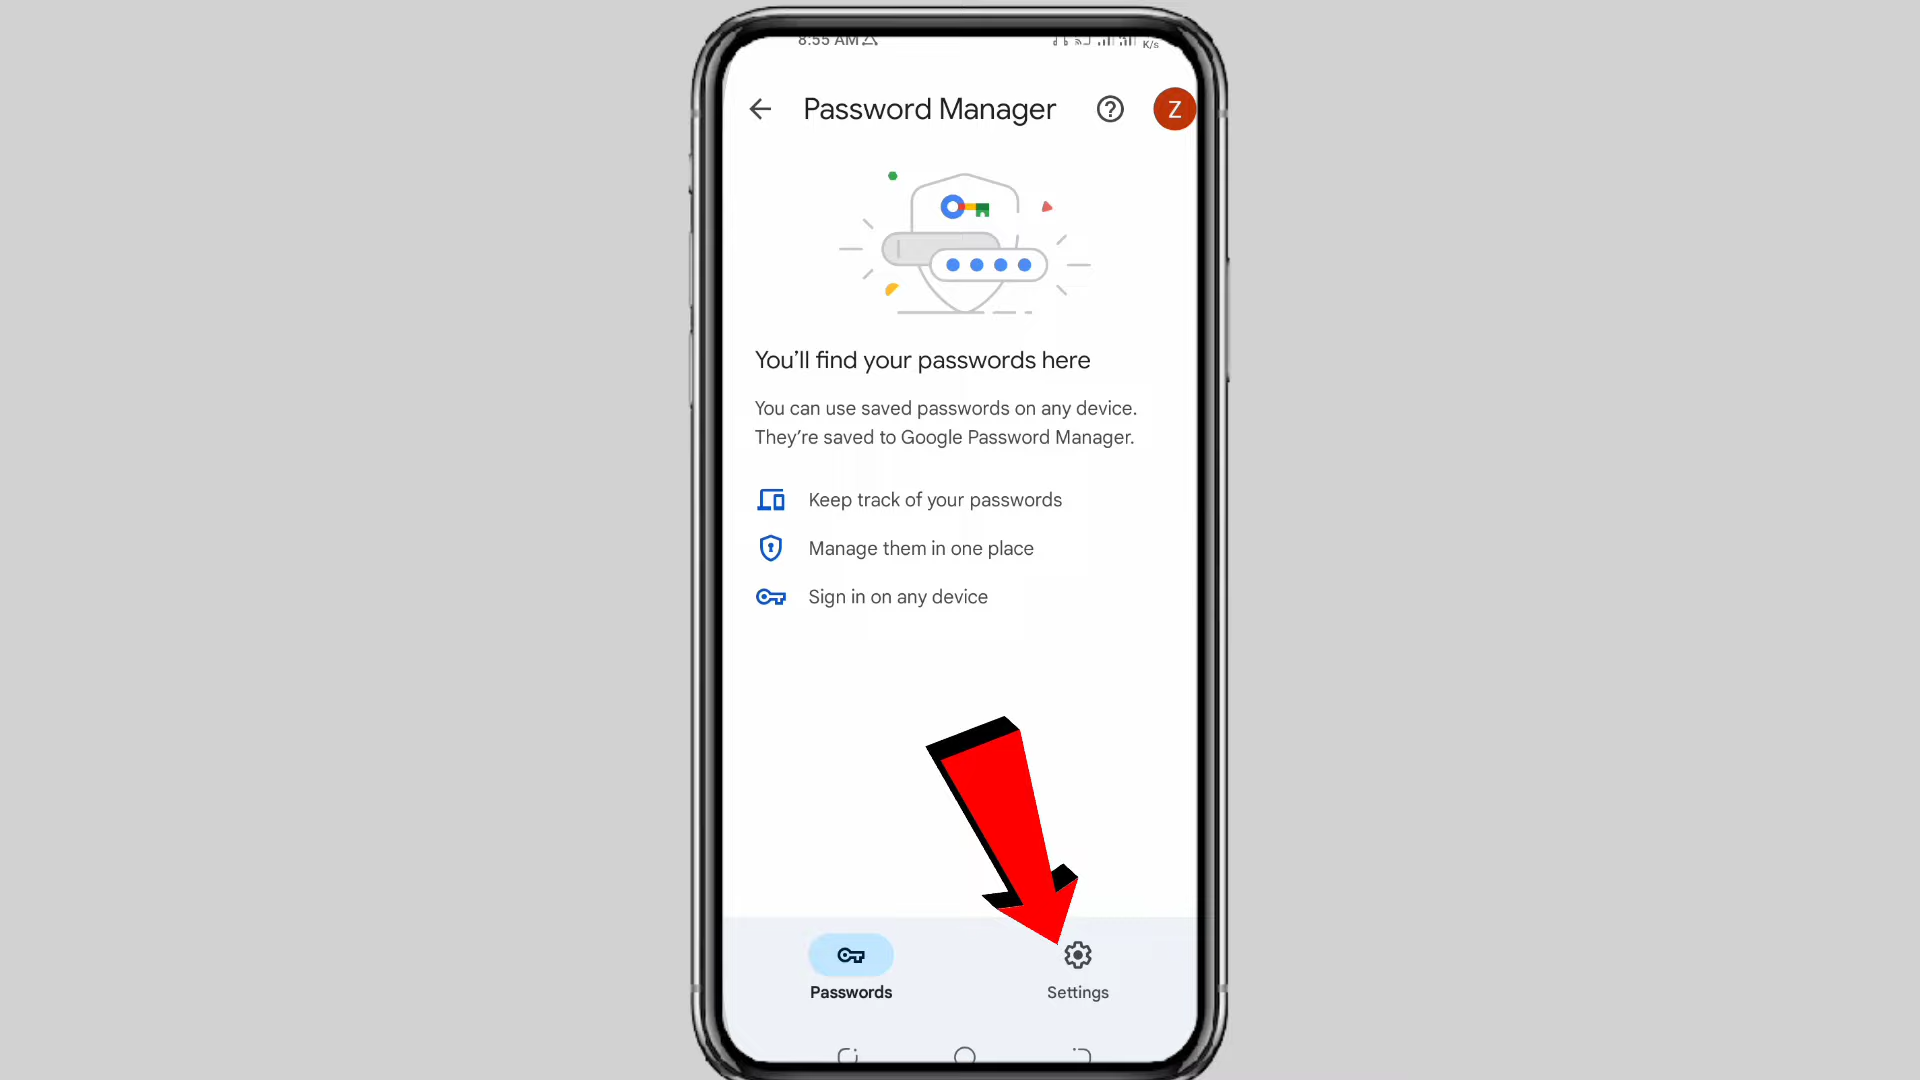 8:55 AM
K/s
Password Manager
Z
You’ll find your passwords here
You can use saved passwords on any device.
They’re saved to Google Password Manager.
Keep track of your passwords
Manage them in one place
Sign in on any device
Passwords
Settings